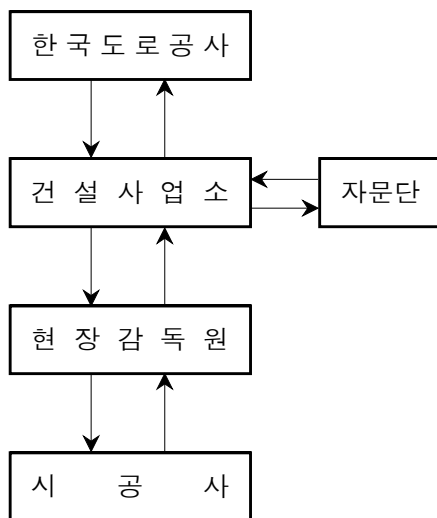 한국도로공사
건설사업소
자문단
현장감독원
시공사